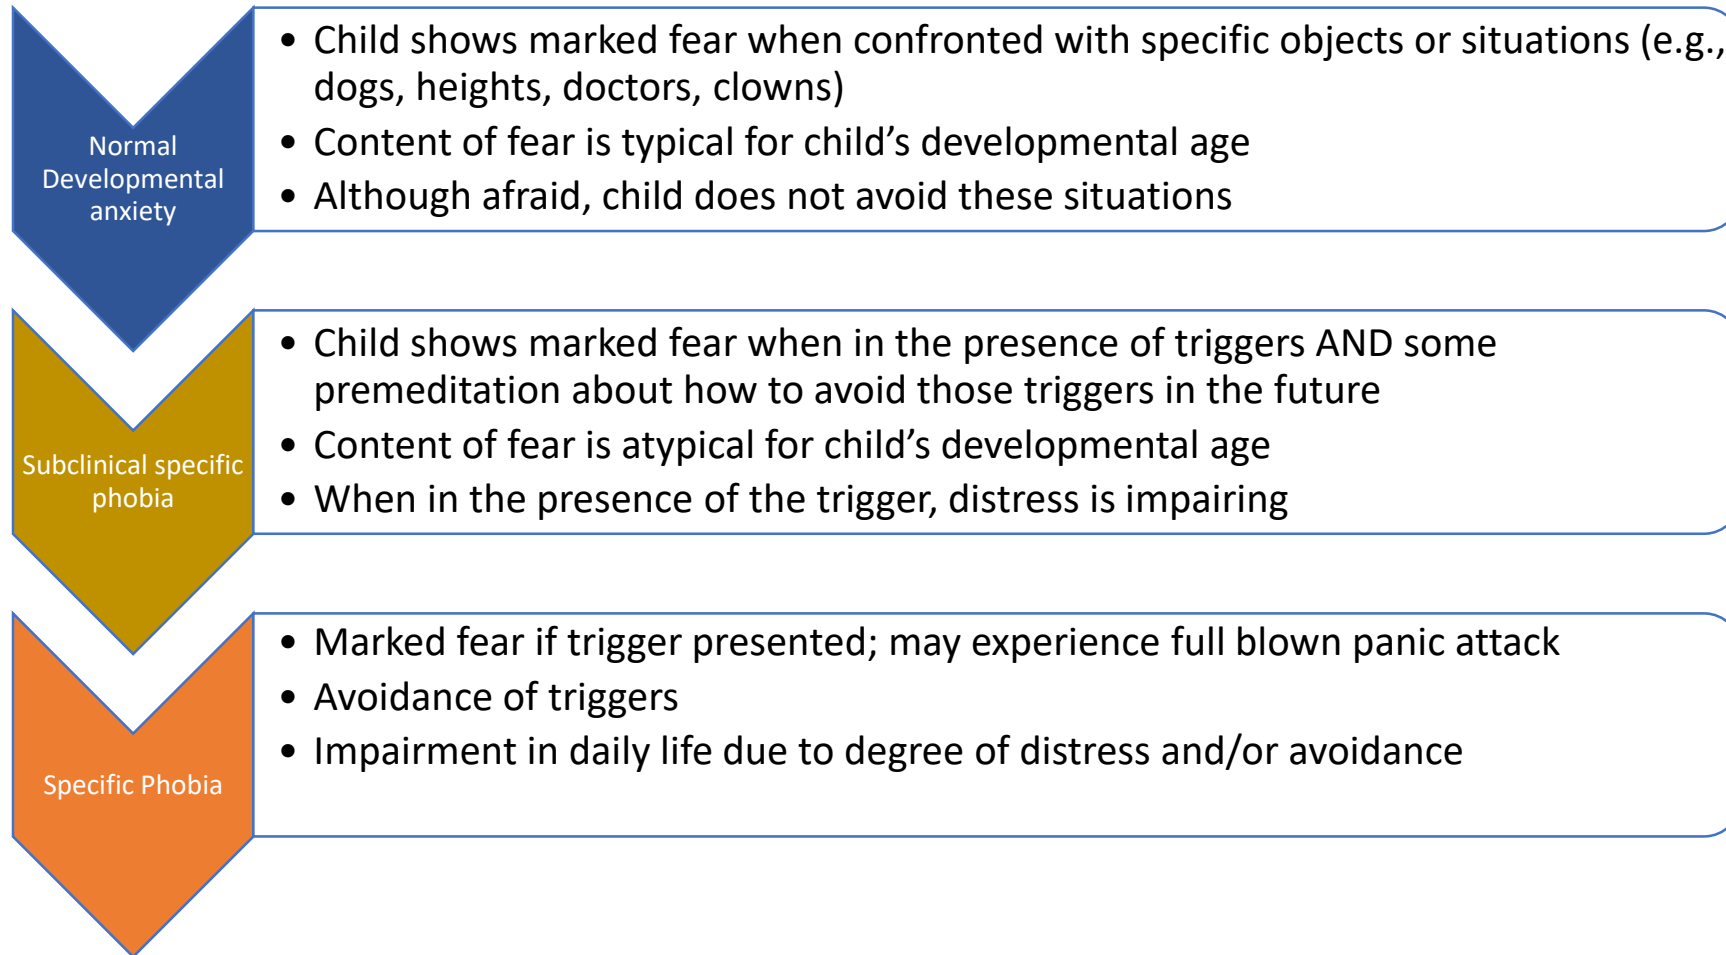 Normal
Developmental
anxiety
• Child shows marked fear when confronted with specific objects or situations (e.g.,
dogs, heights, doctors, clowns)
• Content of fear is typical for child’s developmental age
• Although afraid, child does not avoid these situations
Subclinical specific
phobia
• Child shows marked fear when in the presence of triggers AND some
premeditation about how to avoid those triggers in the future
• Content of fear is atypical for child’s developmental age
• When in the presence of the trigger, distress is impairing
Specific Phobia
• Marked fear if trigger presented; may experience full blown panic attack
• Avoidance of triggers
• Impairment in daily life due to degree of distress and/or avoidance